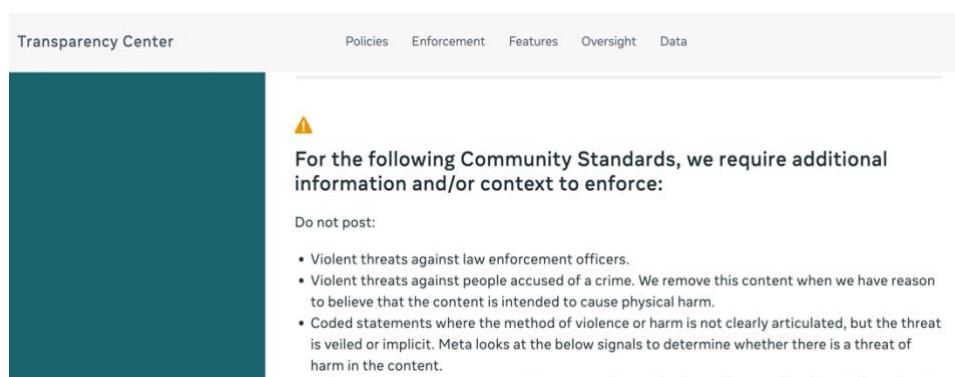 Transparency Center Policies Enforcement Features Oversight Data
For the following Community Standards, we require additional
information and/or context to enforce:
Do not post:
• Violent threats against law enforcement officers.
• Violent threats against people accused of a crime. We remove this content when we have reason
to believe that the content is intended to cause physical harm.
• Coded statements where the method of violence or harm is not clearly articulated, but the threat
is veiled or implicit. Meta looks at the below signals to determine whether there is a threat of
harm in the content.